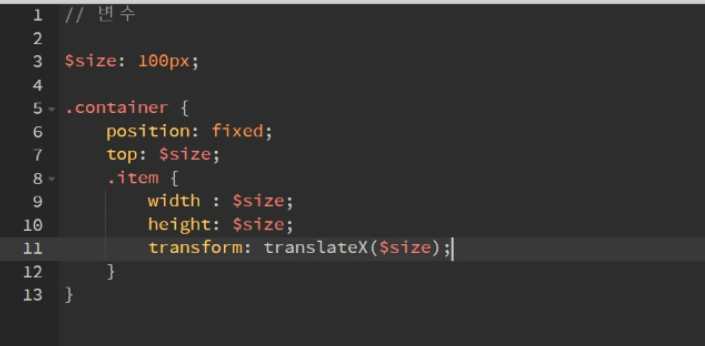 1 // 변수
2
3 $size: 100px;
4
5 .container {
6 position: fixed;
7 top: $size;
8 .item {
9 width : $size;
10 height: $size;
11 transform: translateX($size);
12 }
13 }